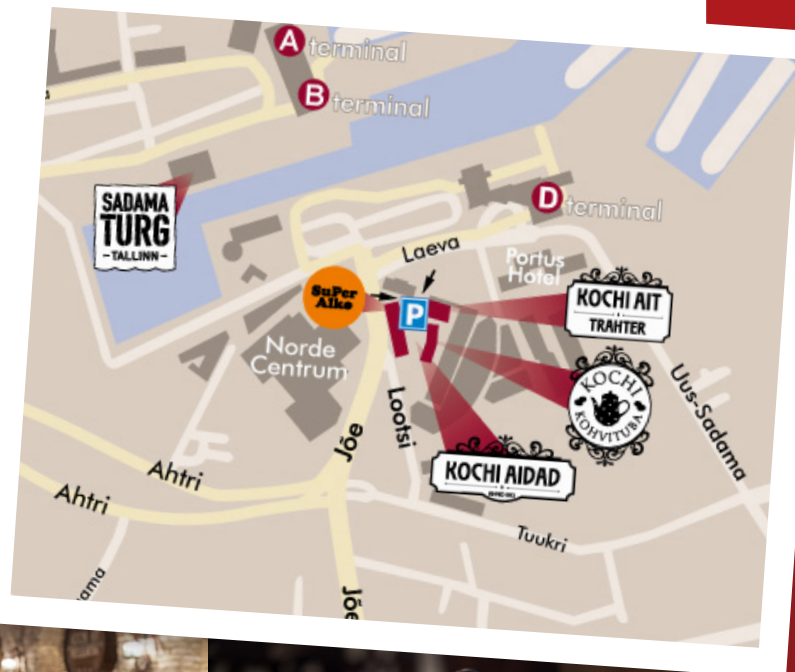 A terminal
B terminal
SADAMA
TURG
-TALLINN-
D terminal
Laeva
Portus
Hotel
SuPer
Alko
P
KOCHI AIT
TRAHTER
Norde
Centrum
KOCHI
KOHVITUBA
Uus-Sadama
Lootsi
Jõe
KOCHI AIDAD
Ahtri
Ahtri
Tuukri
ama
Jõe